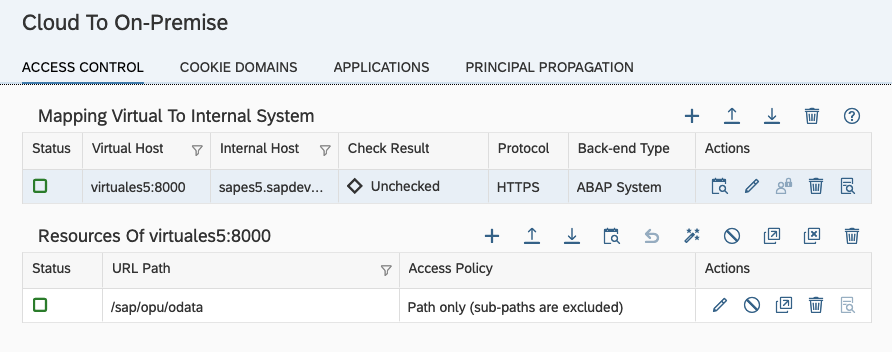 Cloud To On-Premise
ACCESS CONTROL COOKIE DOMAINS APPLICATIONS PRINCIPAL PROPAGATION
Mapping Virtual To Internal System
Status Virtual Host Internal Host Check Result Protocol Back-end Type Actions
virtuales5:8000 sapes5.sapdev... Unchecked HTTPS ABAP System
Resources Of virtuales5:8000
Status URL Path Access Policy Actions
/sap/opu/odata Path only (sub-paths are excluded)